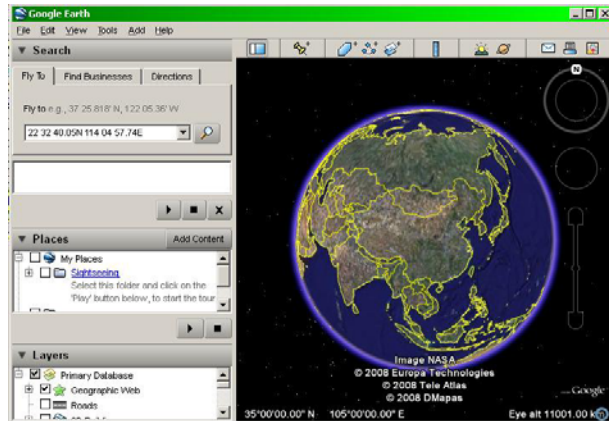 Google Earth
File Edit View Tools Add Help
Search
Fly To Find Businesses Directions
Fly to e.g., 37 25.818' N, 122 05.36' W
22 32 40.05N 114 04 57.74E
Places Add Content
My Places
Sightseeing
Select this folder and click on the
'Play' button below, to start the tour
Layers
Primary Database
Geographic Web
Roads
N
Image NASA
© 2008 Europa Technologies
© 2008 Tele Atlas
© 2008 DMapas
Google
35°00'00.00" N 105°00'00.00" E Eye alt 11001.00 km